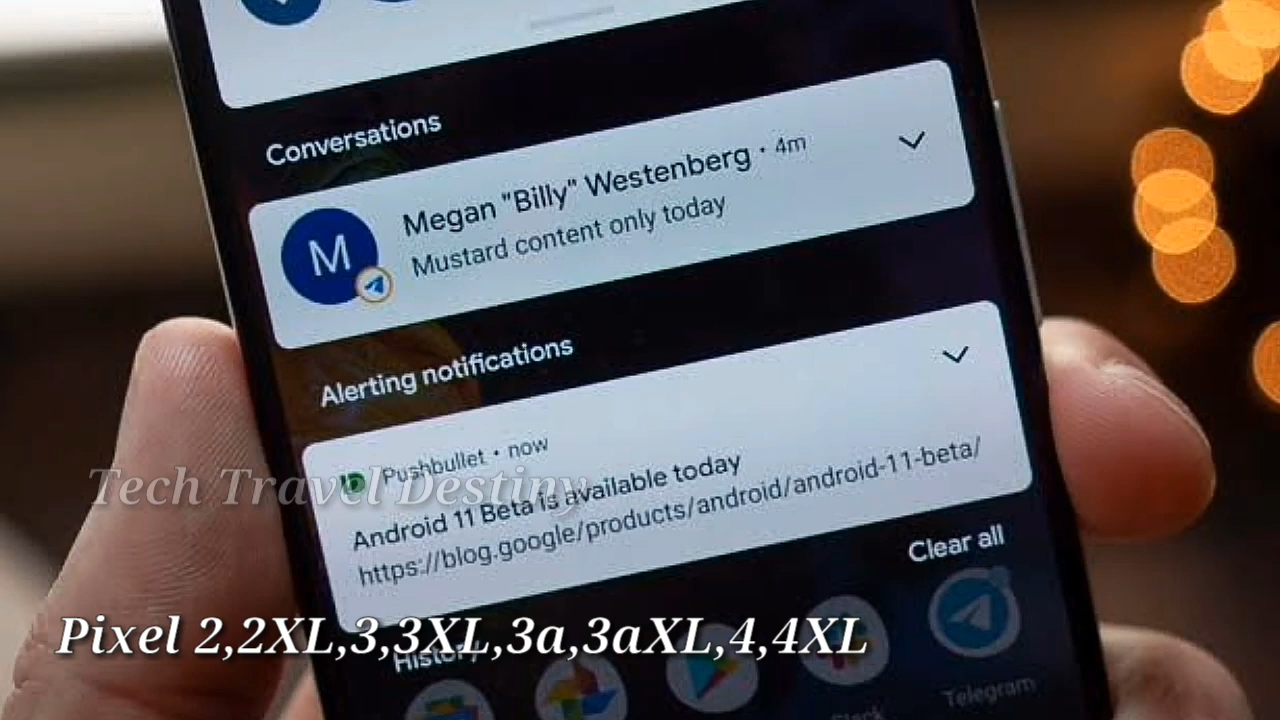 Conversations
Megan "Billy" Westenberg · 4m
Mustard content only today
M
Alerting notifications
Pushbullet • now
Android 11 Beta is available today
https://blog.google/products/android/android-11-beta/
Tech Travel Destiny
Clear all
Pixel 2,2XL,3,3XL,3a,3aXL,4,4XL
History
Slack
Telegram